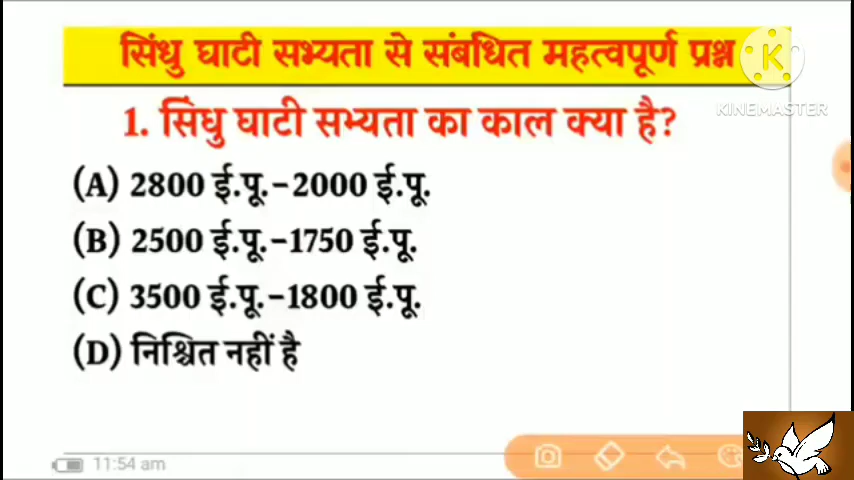 सिंधु घाटी सभ्यता से संबधित महत्वपूर्ण प्रश्न
K
KINEMASTER
1. सिंधु घाटी सभ्यता का काल क्या है?
(A) 2800 ई.पू.-2000 ई.पू.
(B) 2500 ई.पू.-1750 ई.पू.
(C) 3500 ई.पू.-1800 ई.पू.
(D) निश्चित नहीं है
11:54 am